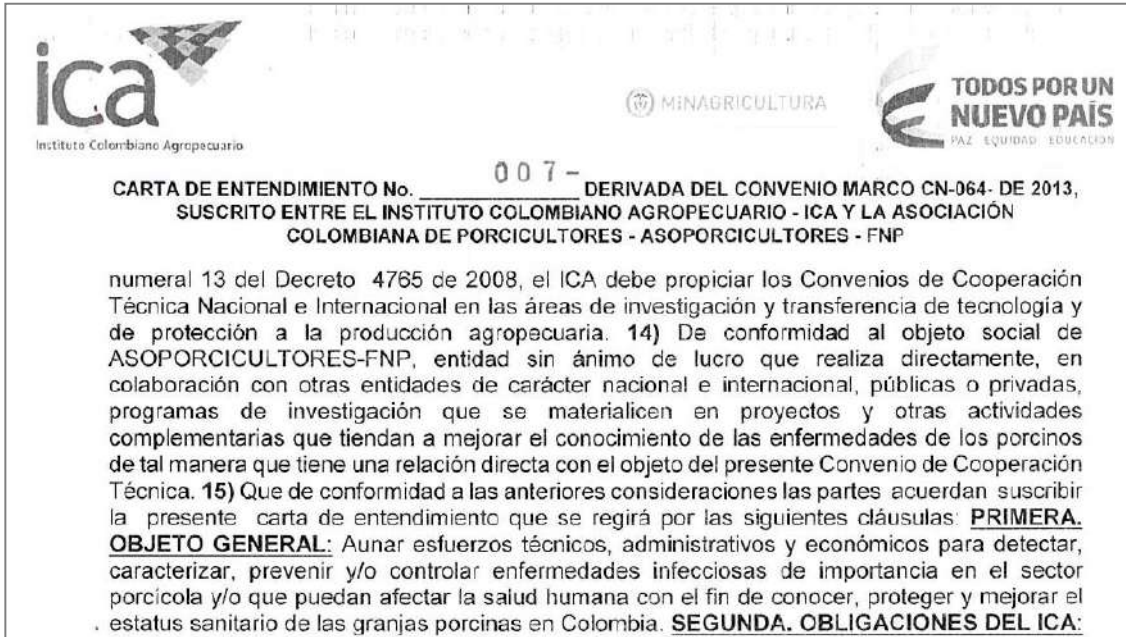 ica
Instituto Colombiano Agropecuario
MINAGRICULTURA
TODOS POR UN
NUEVO PAÍS
PAZ EQUIDAD EDUCACIÓN
CARTA DE ENTENDIMIENTO No. 007- DERIVADA DEL CONVENIO MARCO CN-064- DE 2013,
SUSCRITO ENTRE EL INSTITUTO COLOMBIANO AGROPECUARIO - ICA Y LA ASOCIACIÓN
COLOMBIANA DE PORCICULTORES - ASOPORCICULTORES - FNP
numeral 13 del Decreto 4765 de 2008, el ICA debe propiciar los Convenios de Cooperación
Técnica Nacional e Internacional en las áreas de investigación y transferencia de tecnología y
de protección a la producción agropecuaria. 14) De conformidad al objeto social de
ASOPORCICULTORES-FNP, entidad sin ánimo de lucro que realiza directamente, en
colaboración con otras entidades de carácter nacional e internacional, públicas o privadas,
programas de investigación que se materialicen en proyectos y otras actividades
complementarias que tiendan a mejorar el conocimiento de las enfermedades de los porcinos
de tal manera que tiene una relación directa con el objeto del presente Convenio de Cooperación
Técnica. 15) Que de conformidad a las anteriores consideraciones las partes acuerdan suscribir
la presente carta de entendimiento que se regirá por las siguientes cláusulas: PRIMERA.
OBJETO GENERAL: Aunar esfuerzos técnicos, administrativos y económicos para detectar,
caracterizar, prevenir y/o controlar enfermedades infecciosas de importancia en el sector
porcícola y/o que puedan afectar la salud humana con el fin de conocer, proteger y mejorar el
estatus sanitario de las granjas porcinas en Colombia. SEGUNDA. OBLIGACIONES DEL ICA: